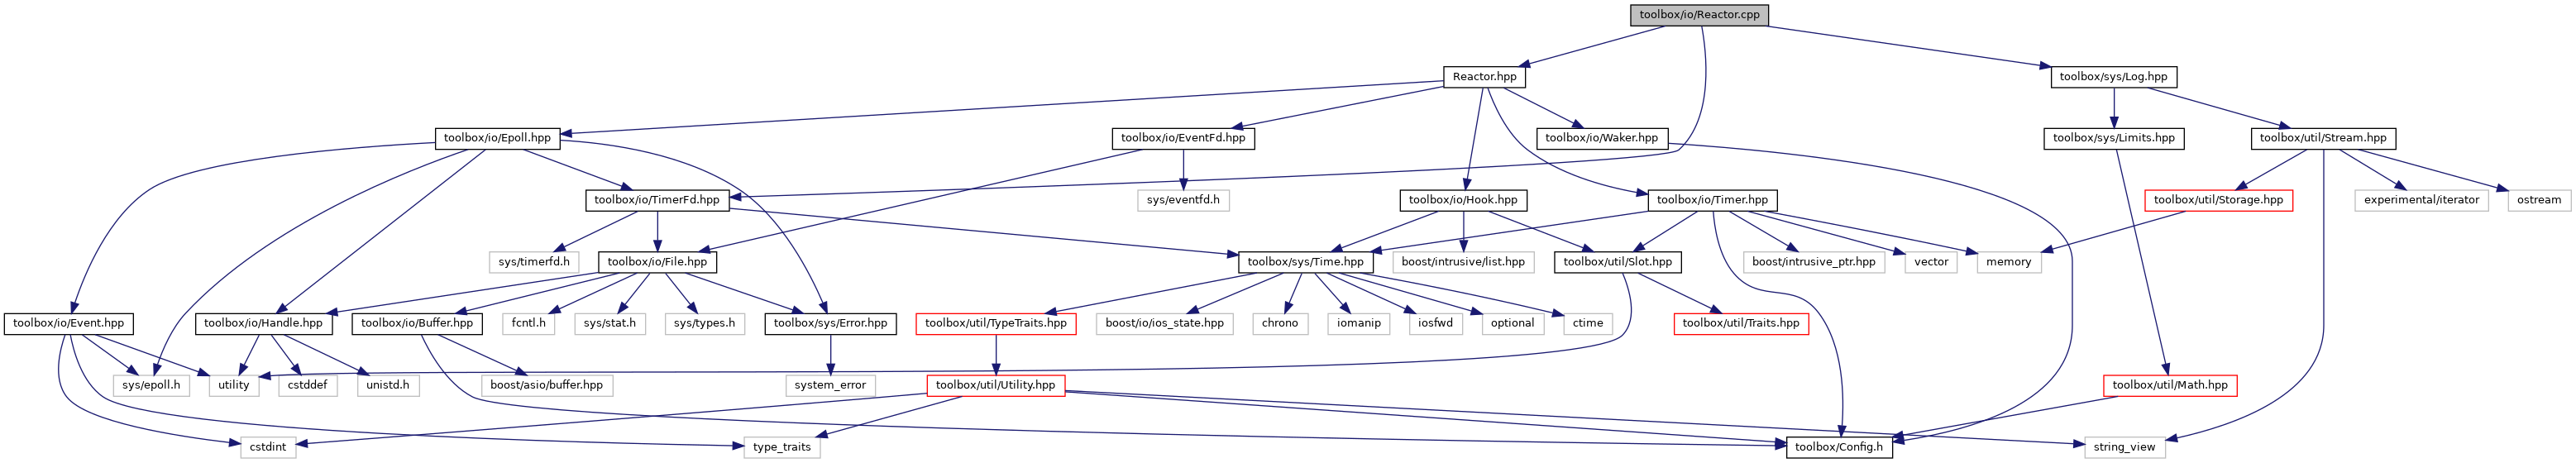 toolbox/io/Reactor.cpp
Reactor.hpp
toolbox/sys/Log.hpp
toolbox/io/Epoll.hpp
toolbox/io/EventFd.hpp
toolbox/io/Waker.hpp
toolbox/sys/Limits.hpp
toolbox/util/Stream.hpp
toolbox/io/TimerFd.hpp
sys/eventfd.h
toolbox/io/Hook.hpp
toolbox/io/Timer.hpp
toolbox/util/Storage.hpp
experimental/iterator
ostream
sys/timerfd.h
toolbox/io/File.hpp
toolbox/sys/Time.hpp
boost/intrusive/list.hpp
toolbox/util/Slot.hpp
boost/intrusive_ptr.hpp
vector
memory
toolbox/io/Event.hpp
toolbox/io/Handle.hpp
toolbox/io/Buffer.hpp
fcntl.h
sys/stat.h
sys/types.h
toolbox/sys/Error.hpp
toolbox/util/TypeTraits.hpp
boost/io/ios_state.hpp
chrono
iomanip
iosfwd
optional
ctime
toolbox/util/Traits.hpp
sys/epoll.h
utility
cstddef
unistd.h
boost/asio/buffer.hpp
system_error
toolbox/util/Utility.hpp
toolbox/util/Math.hpp
cstdint
type_traits
toolbox/Config.h
string_view